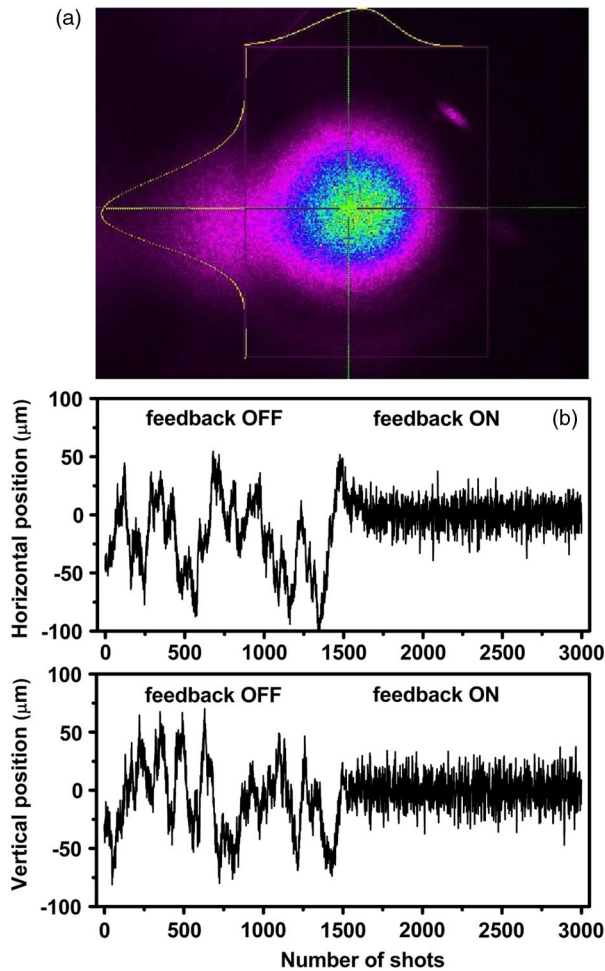 (a)
100
50
0
-50
-100
Horizontal position (μm)
feedback OFF
feedback ON
(b)
0
500
1000
1500
2000
2500
3000
100
50
0
-50
-100
Vertical position (μm)
feedback OFF
feedback ON
0
500
1000
1500
2000
2500
3000
Number of shots